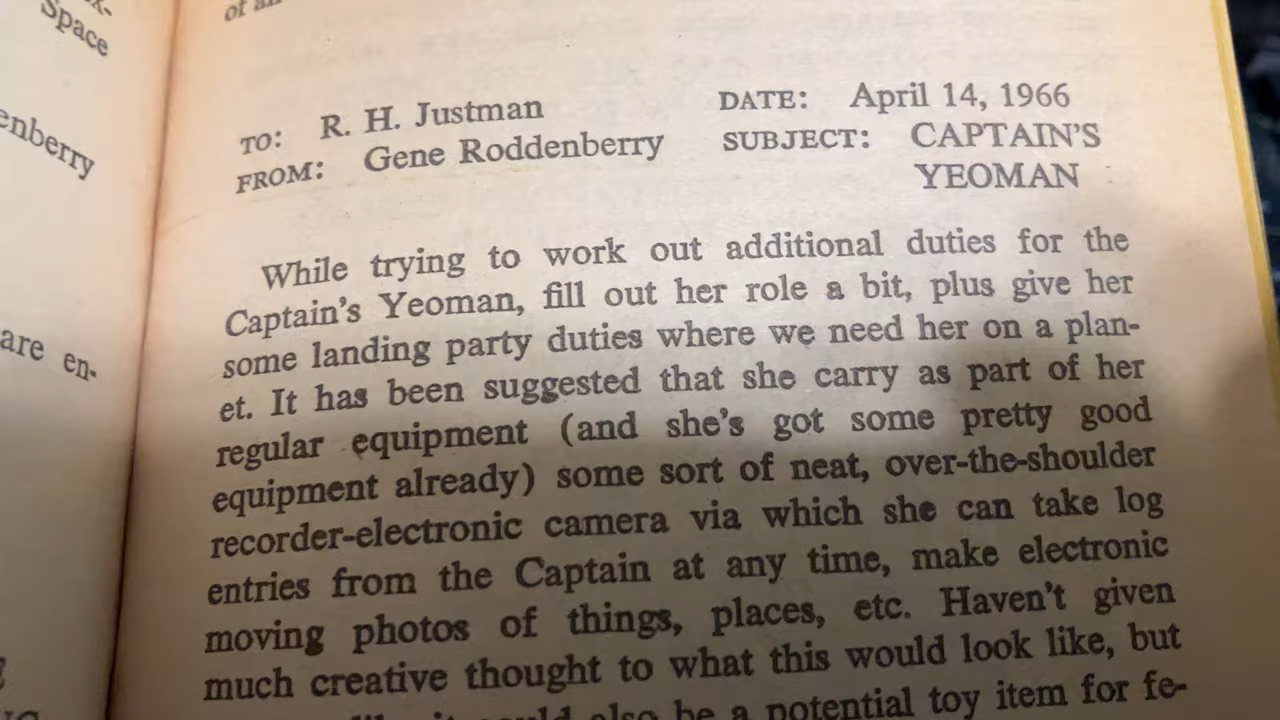 Space
enberry
are en-
of an
TO: R. H. Justman
FROM: Gene Roddenberry
DATE: April 14, 1966
SUBJECT: CAPTAIN'S
YEOMAN
While trying to work out additional duties for the
Captain's Yeoman, fill out her role a bit, plus give her
some landing party duties where we need her on a plan-
et. It has been suggested that she carry as part of her
regular equipment (and she's got some pretty good
equipment already) some sort of neat, over-the-shoulder
recorder-electronic camera via which she can take log
entries from the Captain at any time, make electronic
moving photos of things, places, etc. Haven't given
much creative thought to what this would look like, but
it could also be a potential toy item for fe-